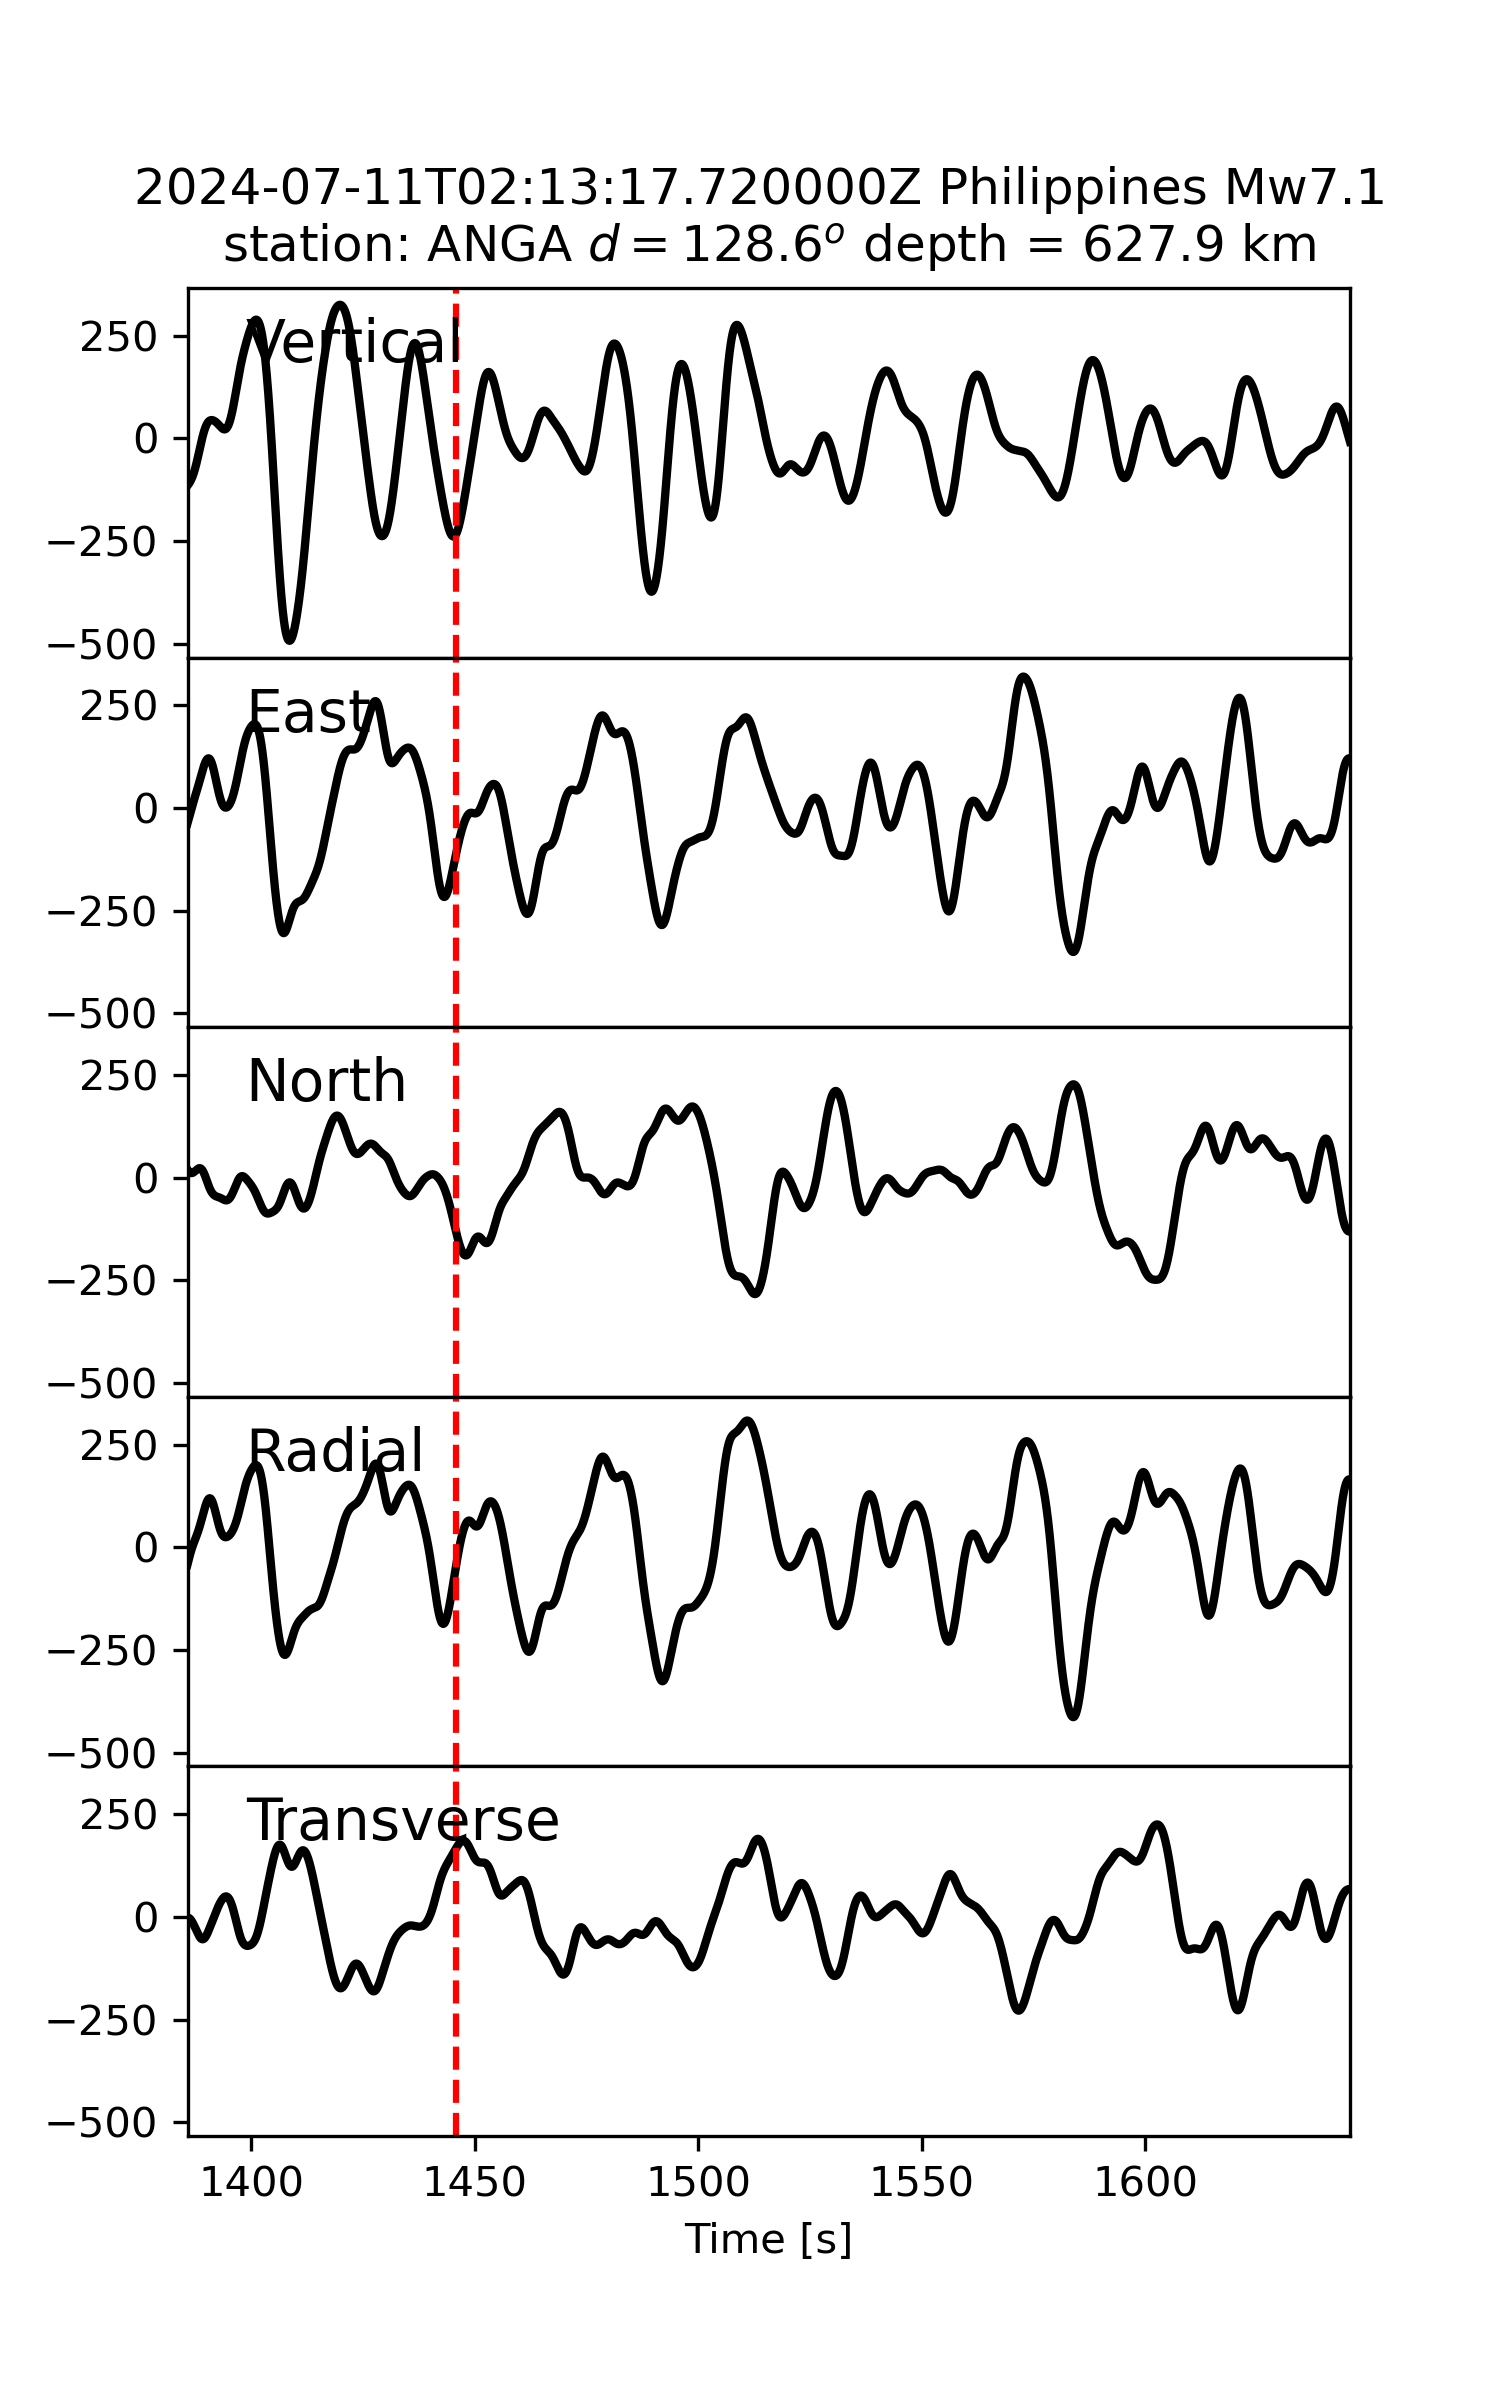 2024-07-11T02:13:17.720000Z Philippines Mw7.1
station: ANGA d = 128.6° depth = 627.9 km
Vertical
250
0
−250
−500
East
250
0
−250
−500
North
250
0
−250
−500
Radial
250
0
−250
−500
Transverse
250
0
−250
−500
1400 1450 1500 1550 1600
Time [s]